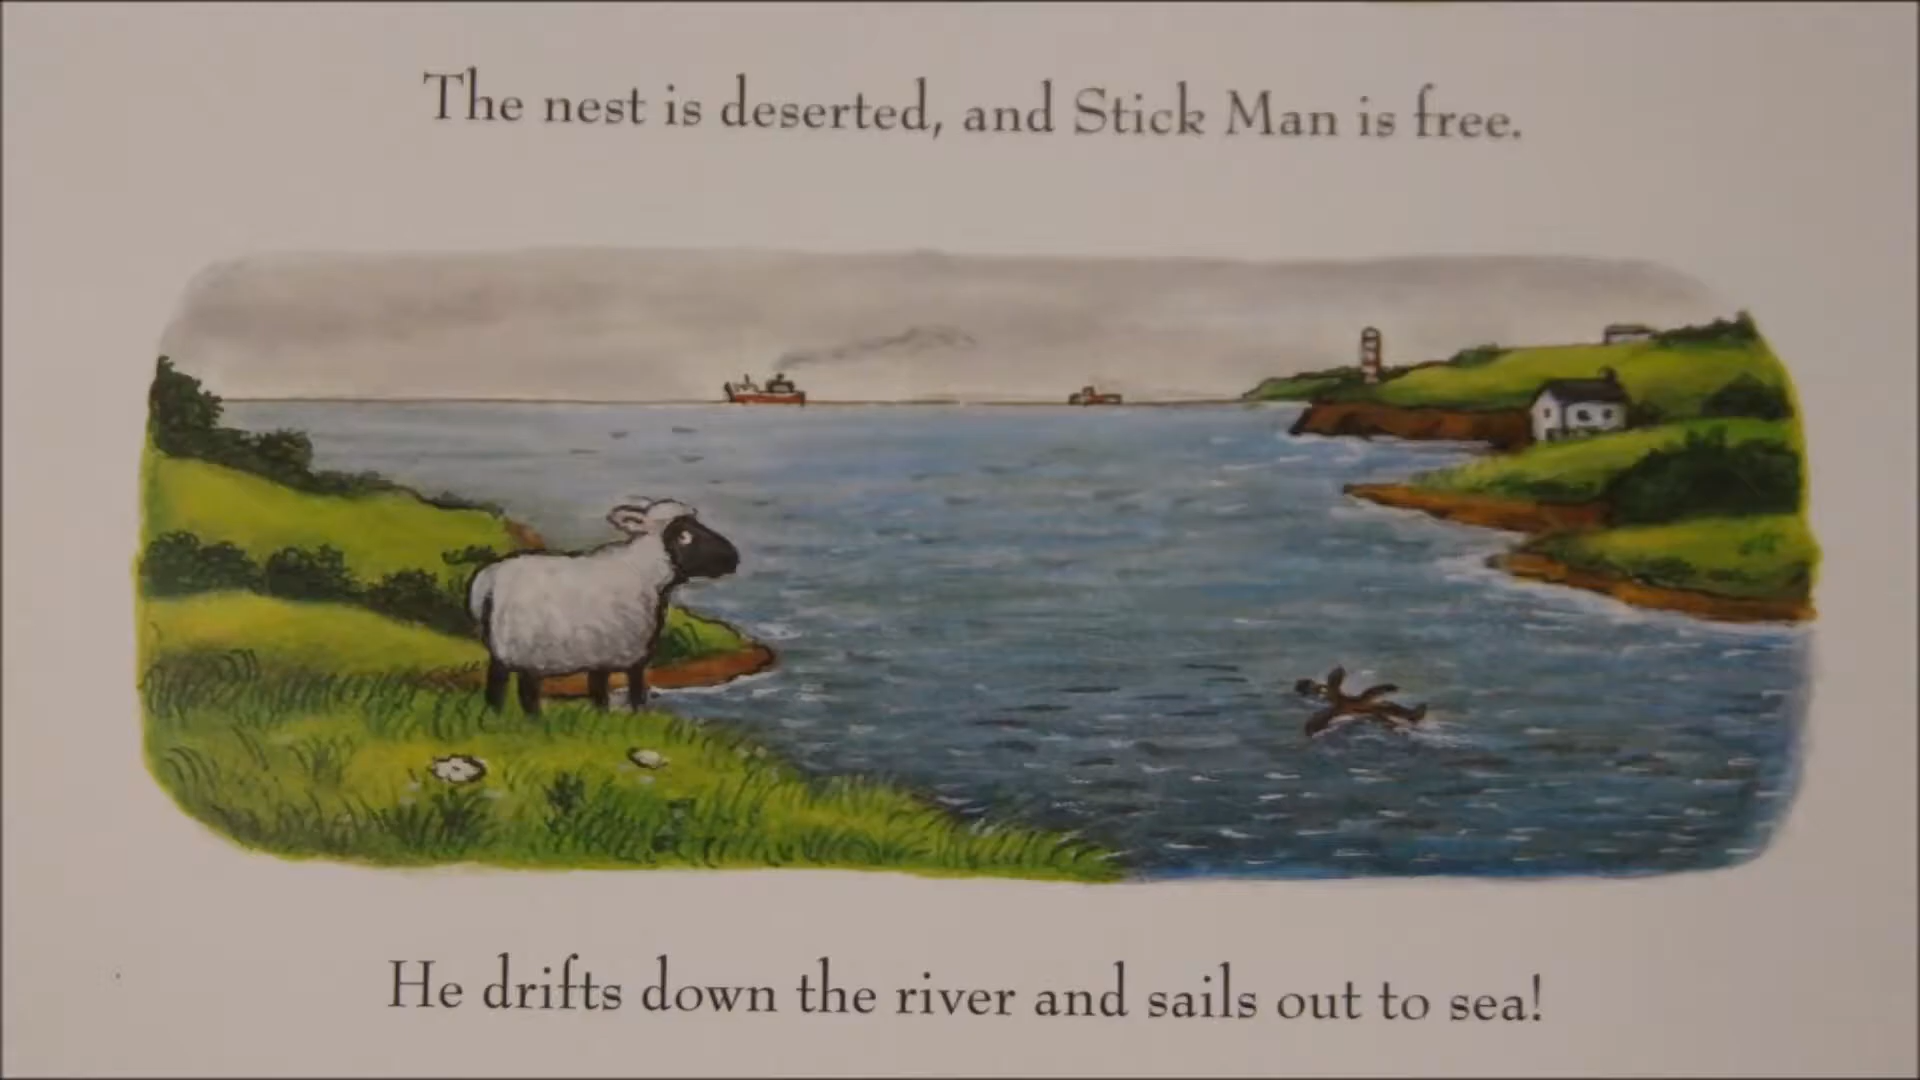 The nest is deserted, and Stick Man is free.
He drifts down the river and sails out to sea!